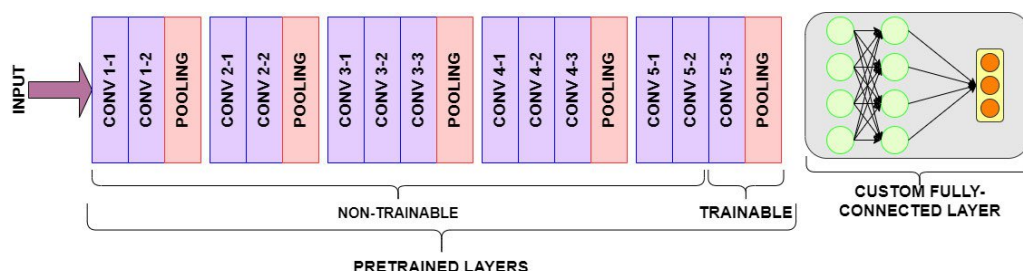 INPUT
CONV 1-1
CONV 1-2
POOLING
CONV 2-1
CONV 2-2
POOLING
CONV 3-1
CONV 3-2
CONV 3-3
POOLING
CONV 4-1
CONV 4-2
CONV 4-3
POOLING
CONV 5-1
CONV 5-2
CONV 5-3
POOLING
NON-TRAINABLE
TRAINABLE
CUSTOM FULLY-
CONNECTED LAYER
PRETRAINED LAYERS